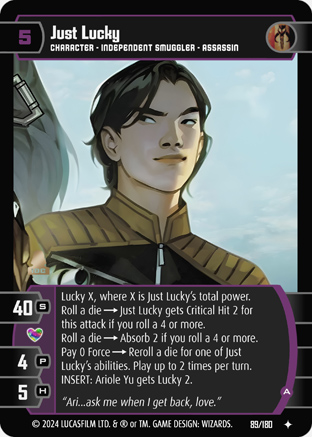 5
Just Lucky
CHARACTER - INDEPENDENT SMUGGLER - ASSASSIN
40 S
4 P
5 H
Lucky X, where X is Just Lucky's total power.
Roll a die → Just Lucky gets Critical Hit 2 for
this attack if you roll a 4 or more.
Roll a die → Absorb 2 if you roll a 4 or more.
Pay 0 Force → Reroll a die for one of Just
Lucky's abilities. Play up to 2 times per turn.
INSERT: Ariole Yu gets Lucky 2.
"Ari...ask me when I get back, love."
A
© 2024 LUCASFILM LTD. & ® or TM. GAME DESIGN: WIZARDS.
89/180